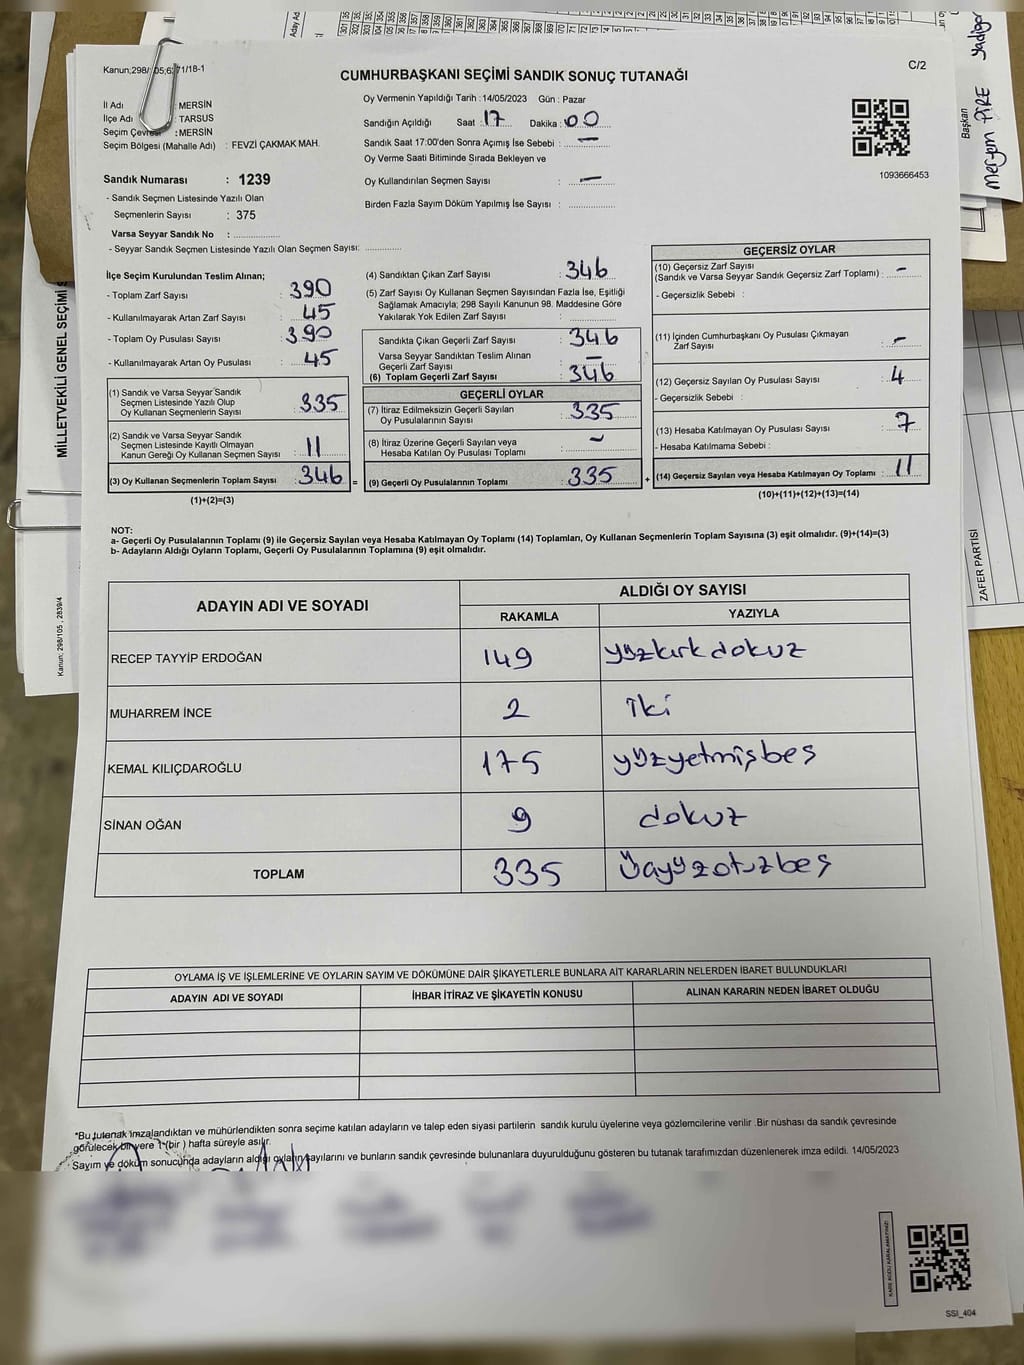 Kanun;298/105;6271/18-1
C/2
CUMHURBAŞKANI SEÇİMİ SANDIK SONUÇ TUTANAĞI
İl Adı : MERSİN
İlçe Adı : TARSUS
Seçim Çevresi : MERSİN
Seçim Bölgesi (Mahalle Adı) : FEVZİ ÇAKMAK MAH.
Sandık Numarası : 1239
- Sandık Seçmen Listesinde Yazılı Olan
Seçmenlerin Sayısı : 375
Varsa Seyyar Sandık No :
- Seyyar Sandık Seçmen Listesinde Yazılı Olan Seçmen Sayısı:
Oy Vermenin Yapıldığı Tarih : 14/05/2023 Gün : Pazar
Sandığın Açıldığı Saat : 17 Dakika : 00
Sandık Saat 17:00'den Sonra Açımış İse Sebebi : —
Oy Verme Saati Bitiminde Sırada Bekleyen ve
Oy Kullandırılan Seçmen Sayısı : —
Birden Fazla Sayım Döküm Yapılmış İse Sayısı :
1093666453
Başkan
Meryem PİRE
yadigar
İlçe Seçim Kurulundan Teslim Alınan;
- Toplam Zarf Sayısı : 390
- Kullanılmayarak Artan Zarf Sayısı : 45
- Toplam Oy Pusulası Sayısı : 390
- Kullanılmayarak Artan Oy Pusulası : 45
(1) Sandık ve Varsa Seyyar Sandık
Seçmen Listesinde Yazılı Olup
Oy Kullanan Seçmenlerin Sayısı : 335
(2) Sandık ve Varsa Seyyar Sandık
Seçmen Listesinde Kayıtlı Olmayan
Kanun Gereği Oy Kullanan Seçmen Sayısı : 11
(3) Oy Kullanan Seçmenlerin Toplam Sayısı : 346 =
(1)+(2)=(3)
(4) Sandıktan Çıkan Zarf Sayısı : 346
(5) Zarf Sayısı Oy Kullanan Seçmen Sayısından Fazla İse, Eşitliği
Sağlamak Amacıyla; 298 Sayılı Kanunun 98. Maddesine Göre
Yakılarak Yok Edilen Zarf Sayısı :
Sandıkta Çıkan Geçerli Zarf Sayısı : 346
Varsa Seyyar Sandıktan Teslim Alınan
Geçerli Zarf Sayısı : —
(6) Toplam Geçerli Zarf Sayısı : 346
GEÇERLİ OYLAR
(7) İtiraz Edilmeksizin Geçerli Sayılan
Oy Pusulalarının Sayısı : 335
(8) İtiraz Üzerine Geçerli Sayılan veya
Hesaba Katılan Oy Pusulası Toplamı : -
(9) Geçerli Oy Pusulalarının Toplamı : 335 +
GEÇERSİZ OYLAR
(10) Geçersiz Zarf Sayısı
(Sandık ve Varsa Seyyar Sandık Geçersiz Zarf Toplamı) : -
- Geçersizlik Sebebi :
(11) İçinden Cumhurbaşkanı Oy Pusulası Çıkmayan
Zarf Sayısı : -
(12) Geçersiz Sayılan Oy Pusulası Sayısı : 4
- Geçersizlik Sebebi :
(13) Hesaba Katılmayan Oy Pusulası Sayısı : 7
- Hesaba Katılmama Sebebi :
(14) Geçersiz Sayılan veya Hesaba Katılmayan Oy Toplamı : 11
(10)+(11)+(12)+(13)=(14)
NOT:
a- Geçerli Oy Pusulalarının Toplamı (9) ile Geçersiz Sayılan veya Hesaba Katılmayan Oy Toplamı (14) Toplamları, Oy Kullanan Seçmenlerin Toplam Sayısına (3) eşit olmalıdır. (9)+(14)=(3)
b- Adayların Aldığı Oyların Toplamı, Geçerli Oy Pusulalarının Toplamına (9) eşit olmalıdır.
ADAYIN ADI VE SOYADI
ALDIĞI OY SAYISI
RAKAMLA YAZIYLA
RECEP TAYYİP ERDOĞAN 149 yüzkırkdokuz
MUHARREM İNCE 2 İki
KEMAL KILIÇDAROĞLU 175 yüzyetmişbeş
SİNAN OĞAN 9 dokuz
TOPLAM 335 Üçyüzotuzbeş
OYLAMA İŞ VE İŞLEMLERİNE VE OYLARIN SAYIM VE DÖKÜMÜNE DAİR ŞİKAYETLERLE BUNLARA AİT KARARLARIN NELERDEN İBARET BULUNDUKLARI
ADAYIN ADI VE SOYADI İHBAR İTİRAZ VE ŞİKAYETİN KONUSU ALINAN KARARIN NEDEN İBARET OLDUĞU
*Bu tutenak imzalandıktan ve mühürlendikten sonra seçime katılan adayların ve talep eden siyasi partilerin sandık kurulu üyelerine veya gözlemcilerine verilir .Bir nüshası da sandık çevresinde
görülecek bir yere 1 (bir ) hafta süreyle asılır.
Sayım ve döküm sonucunda adayların aldığı oyların sayılarını ve bunların sandık çevresinde bulunanlara duyurulduğunu gösteren bu tutanak tarafımızdan düzenlenerek imza edildi. 14/05/2023
SSİ_404
MİLLETVEKİLİ GENEL SEÇİMİ S
Kanun; 298/105 , 2839/4
ZAFER PARTİSİ